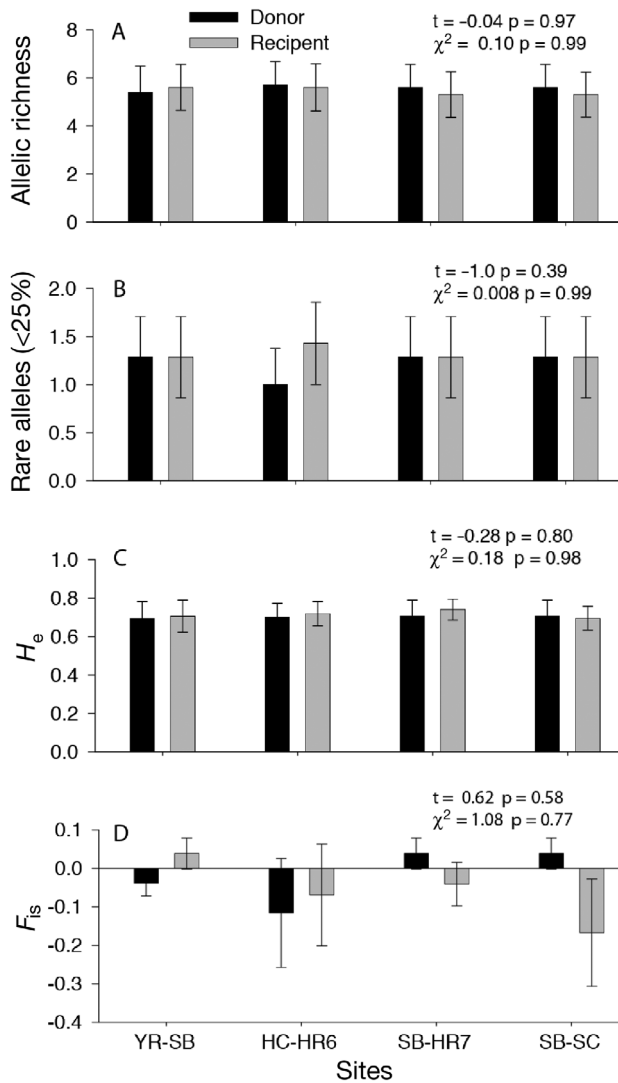 Donor
Recipent
A
t = –0.04 p = 0.97
χ² = 0.10 p = 0.99
Allelic richness
8
6
4
2
0
B
t = –1.0 p = 0.39
χ² = 0.008 p = 0.99
Rare alleles (<25%)
2.0
1.5
1.0
0.5
0.0
C
t = –0.28 p = 0.80
χ² = 0.18 p = 0.98
He
1.0
0.8
0.6
0.4
0.2
0.0
D
t = 0.62 p = 0.58
χ² = 1.08 p = 0.77
Fis
0.1
0.0
-0.1
-0.2
-0.3
-0.4
YR-SB HC-HR6 SB-HR7 SB-SC
Sites